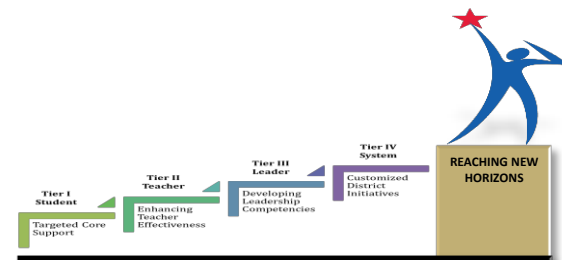 Tier I
Student
Targeted Core
Support
Tier II
Teacher
Enhancing
Teacher
Effectiveness
Tier III
Leader
Developing
Leadership
Competencies
Tier IV
System
Customized
District
Initiatives
REACHING NEW
HORIZONS